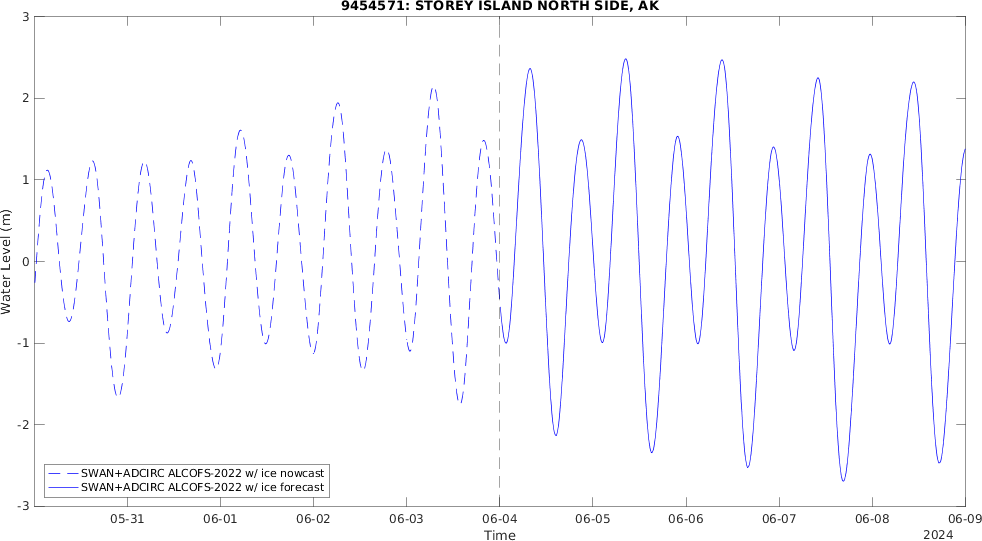 9454571: STOREY ISLAND NORTH SIDE, AK
3
2
1
0
-1
-2
-3
Water Level (m)
SWAN+ADCIRC ALCOFS-2022 w/ ice nowcast
SWAN+ADCIRC ALCOFS-2022 w/ ice forecast
05-31 06-01 06-02 06-03 06-04 06-05 06-06 06-07 06-08 06-09
Time
2024